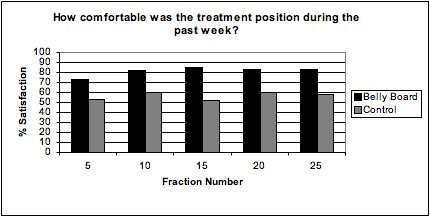 How comfortable was the treatment position during the
past week?
100
90
80
70
60
50
40
30
20
10
0
% Satisfaction
5 10 15 20 25
Fraction Number
Belly Board
Control